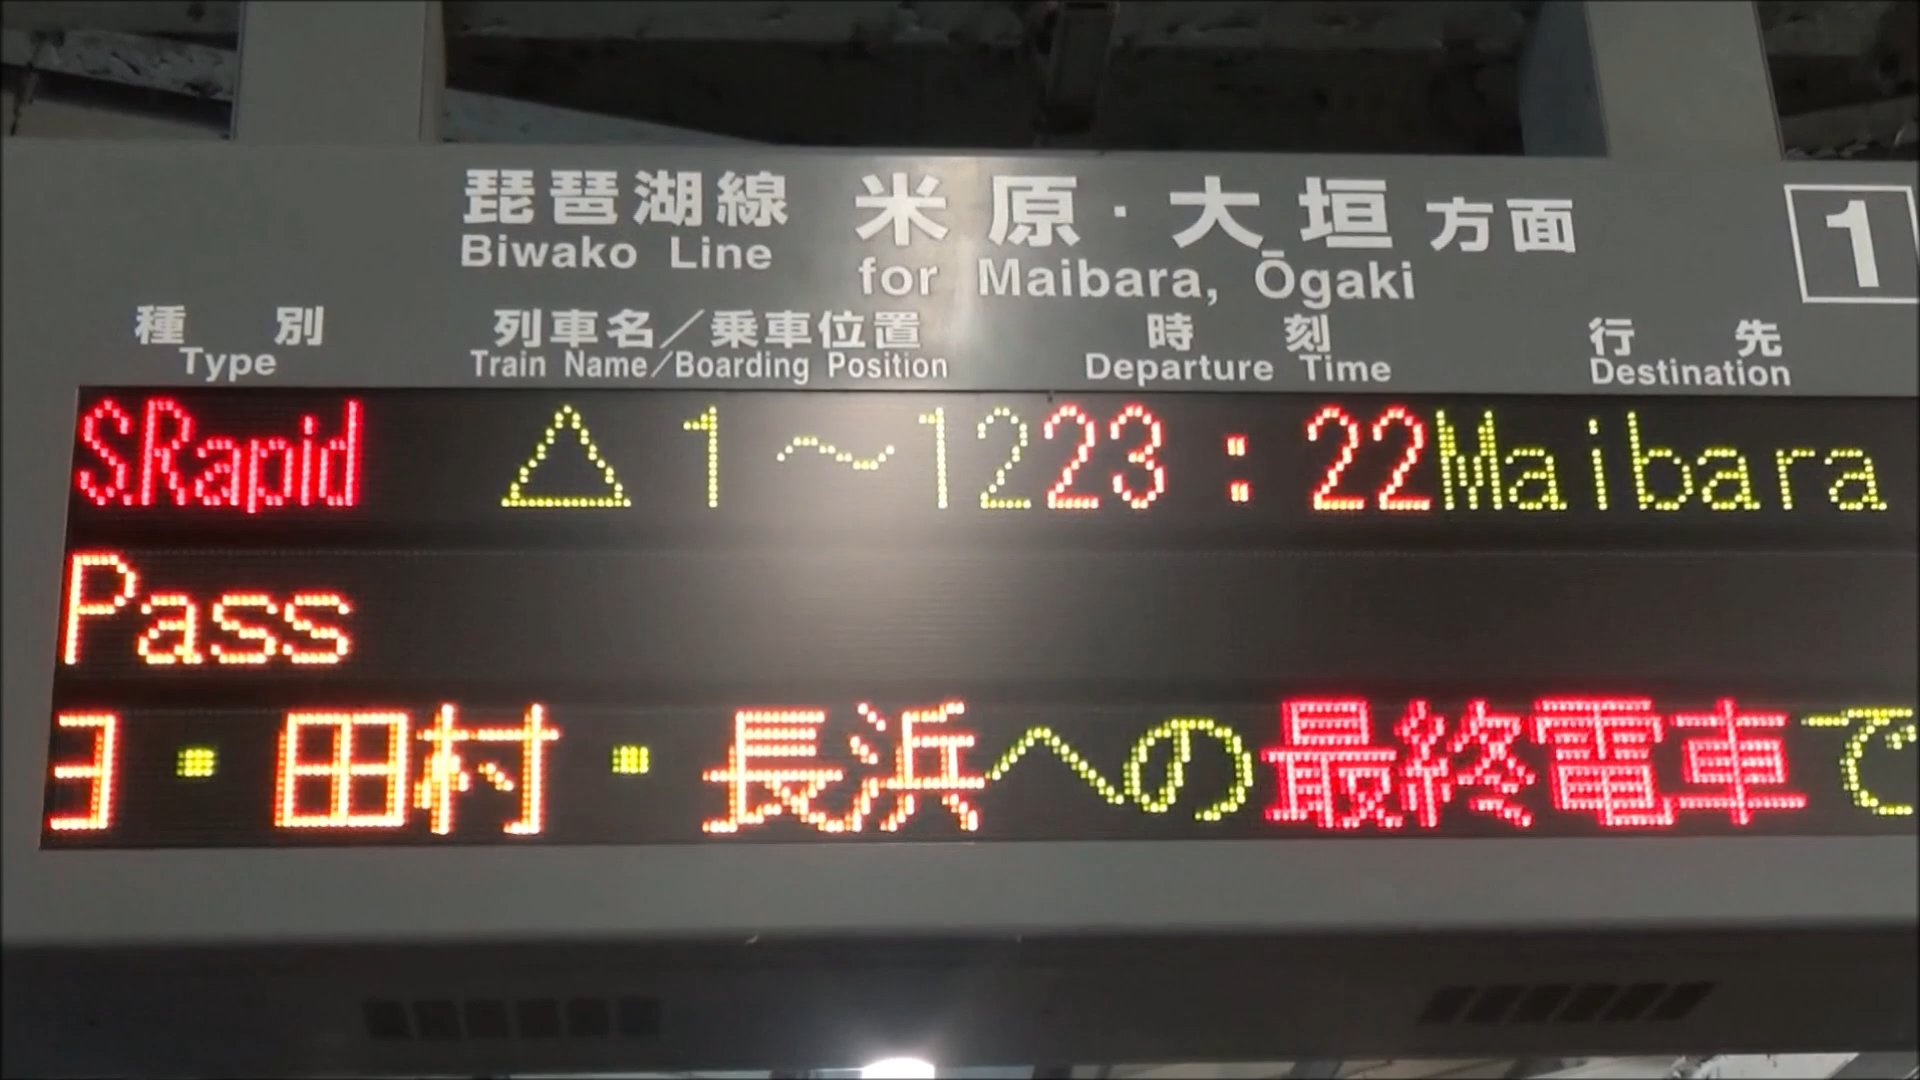 琵琶湖線 米原・大垣方面 1
Biwako Line for Maibara, Ōgaki
種別 列車名／乗車位置 時刻 行先
Type Train Name/Boarding Position Departure Time Destination
S.Rapid △1～12 23:22 Maibara
Pass
ヨ・田村・長浜への最終電車で